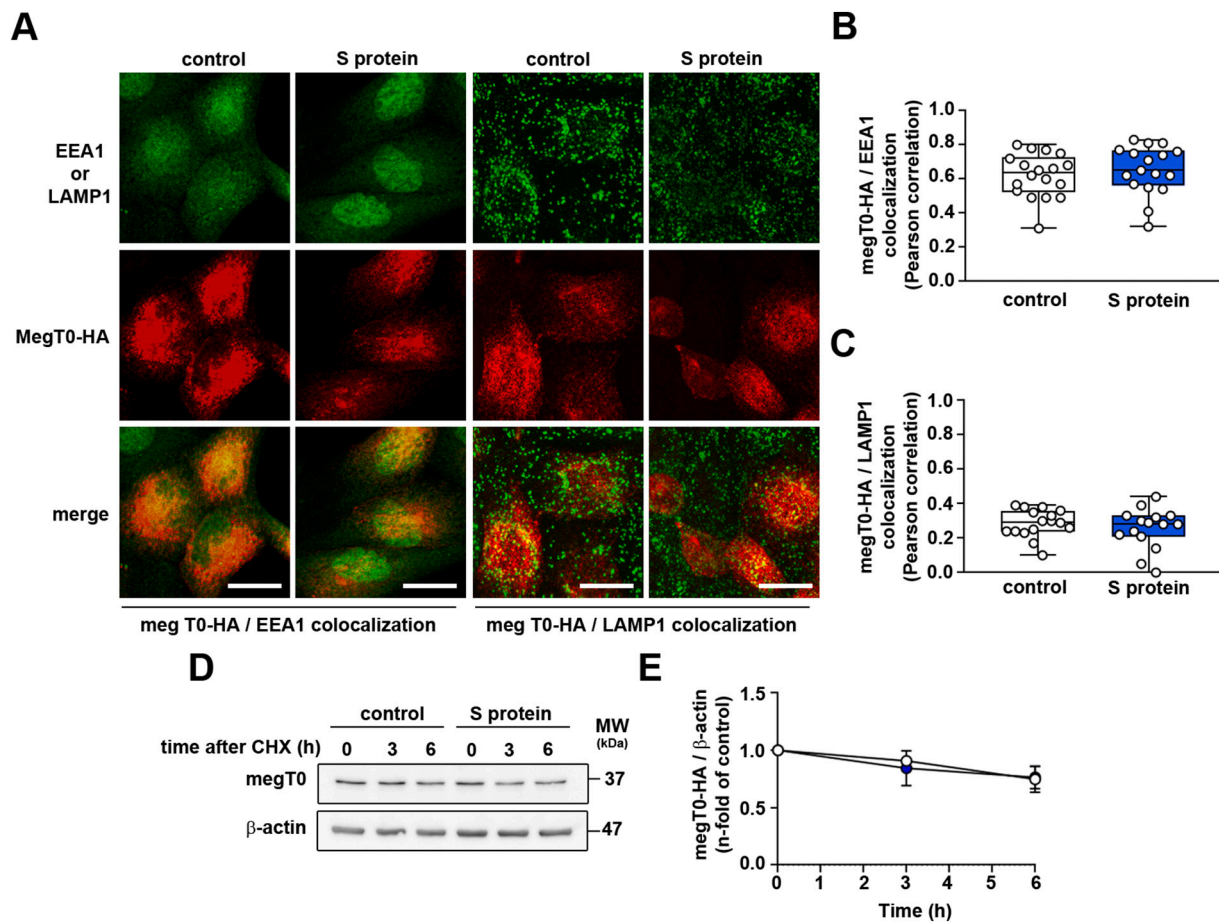 A
control
S protein
control
S protein
EEA1
or
LAMP1
MegT0-HA
merge
meg T0-HA / EEA1 colocalization
meg T0-HA / LAMP1 colocalization
B
megT0-HA / EEA1
colocalization
(Pearson correlation)
1.0
0.8
0.6
0.4
0.2
0.0
control
S protein
C
megT0-HA / LAMP1
colocalization
(Pearson correlation)
1.0
0.8
0.6
0.4
0.2
0.0
control
S protein
D
control
S protein
MW
(kDa)
time after CHX (h)
0
3
6
0
3
6
megT0
37
β-actin
47
E
megT0-HA / β-actin
(n-fold of control)
1.5
1.0
0.5
0.0
0
1
2
3
4
5
6
Time (h)